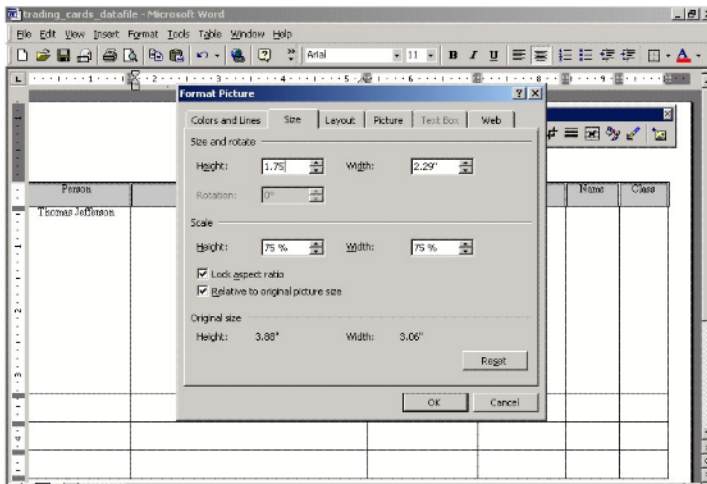 trading_cards_datafile - Microsoft Word
File Edit View Insert Format Tools Table Window Help
Arial 11 B I U A
Format Picture
Colors and Lines Size Layout Picture Text Box Web
Size and rotate
Height: 1.75 Width: 2.29"
Rotation: 0°
Scale
Height: 75 % Width: 75 %
Lock aspect ratio
Relative to original picture size
Original size
Height: 3.88" Width: 3.06"
Reset
OK Cancel
Person Name Class
Thomas Jefferson